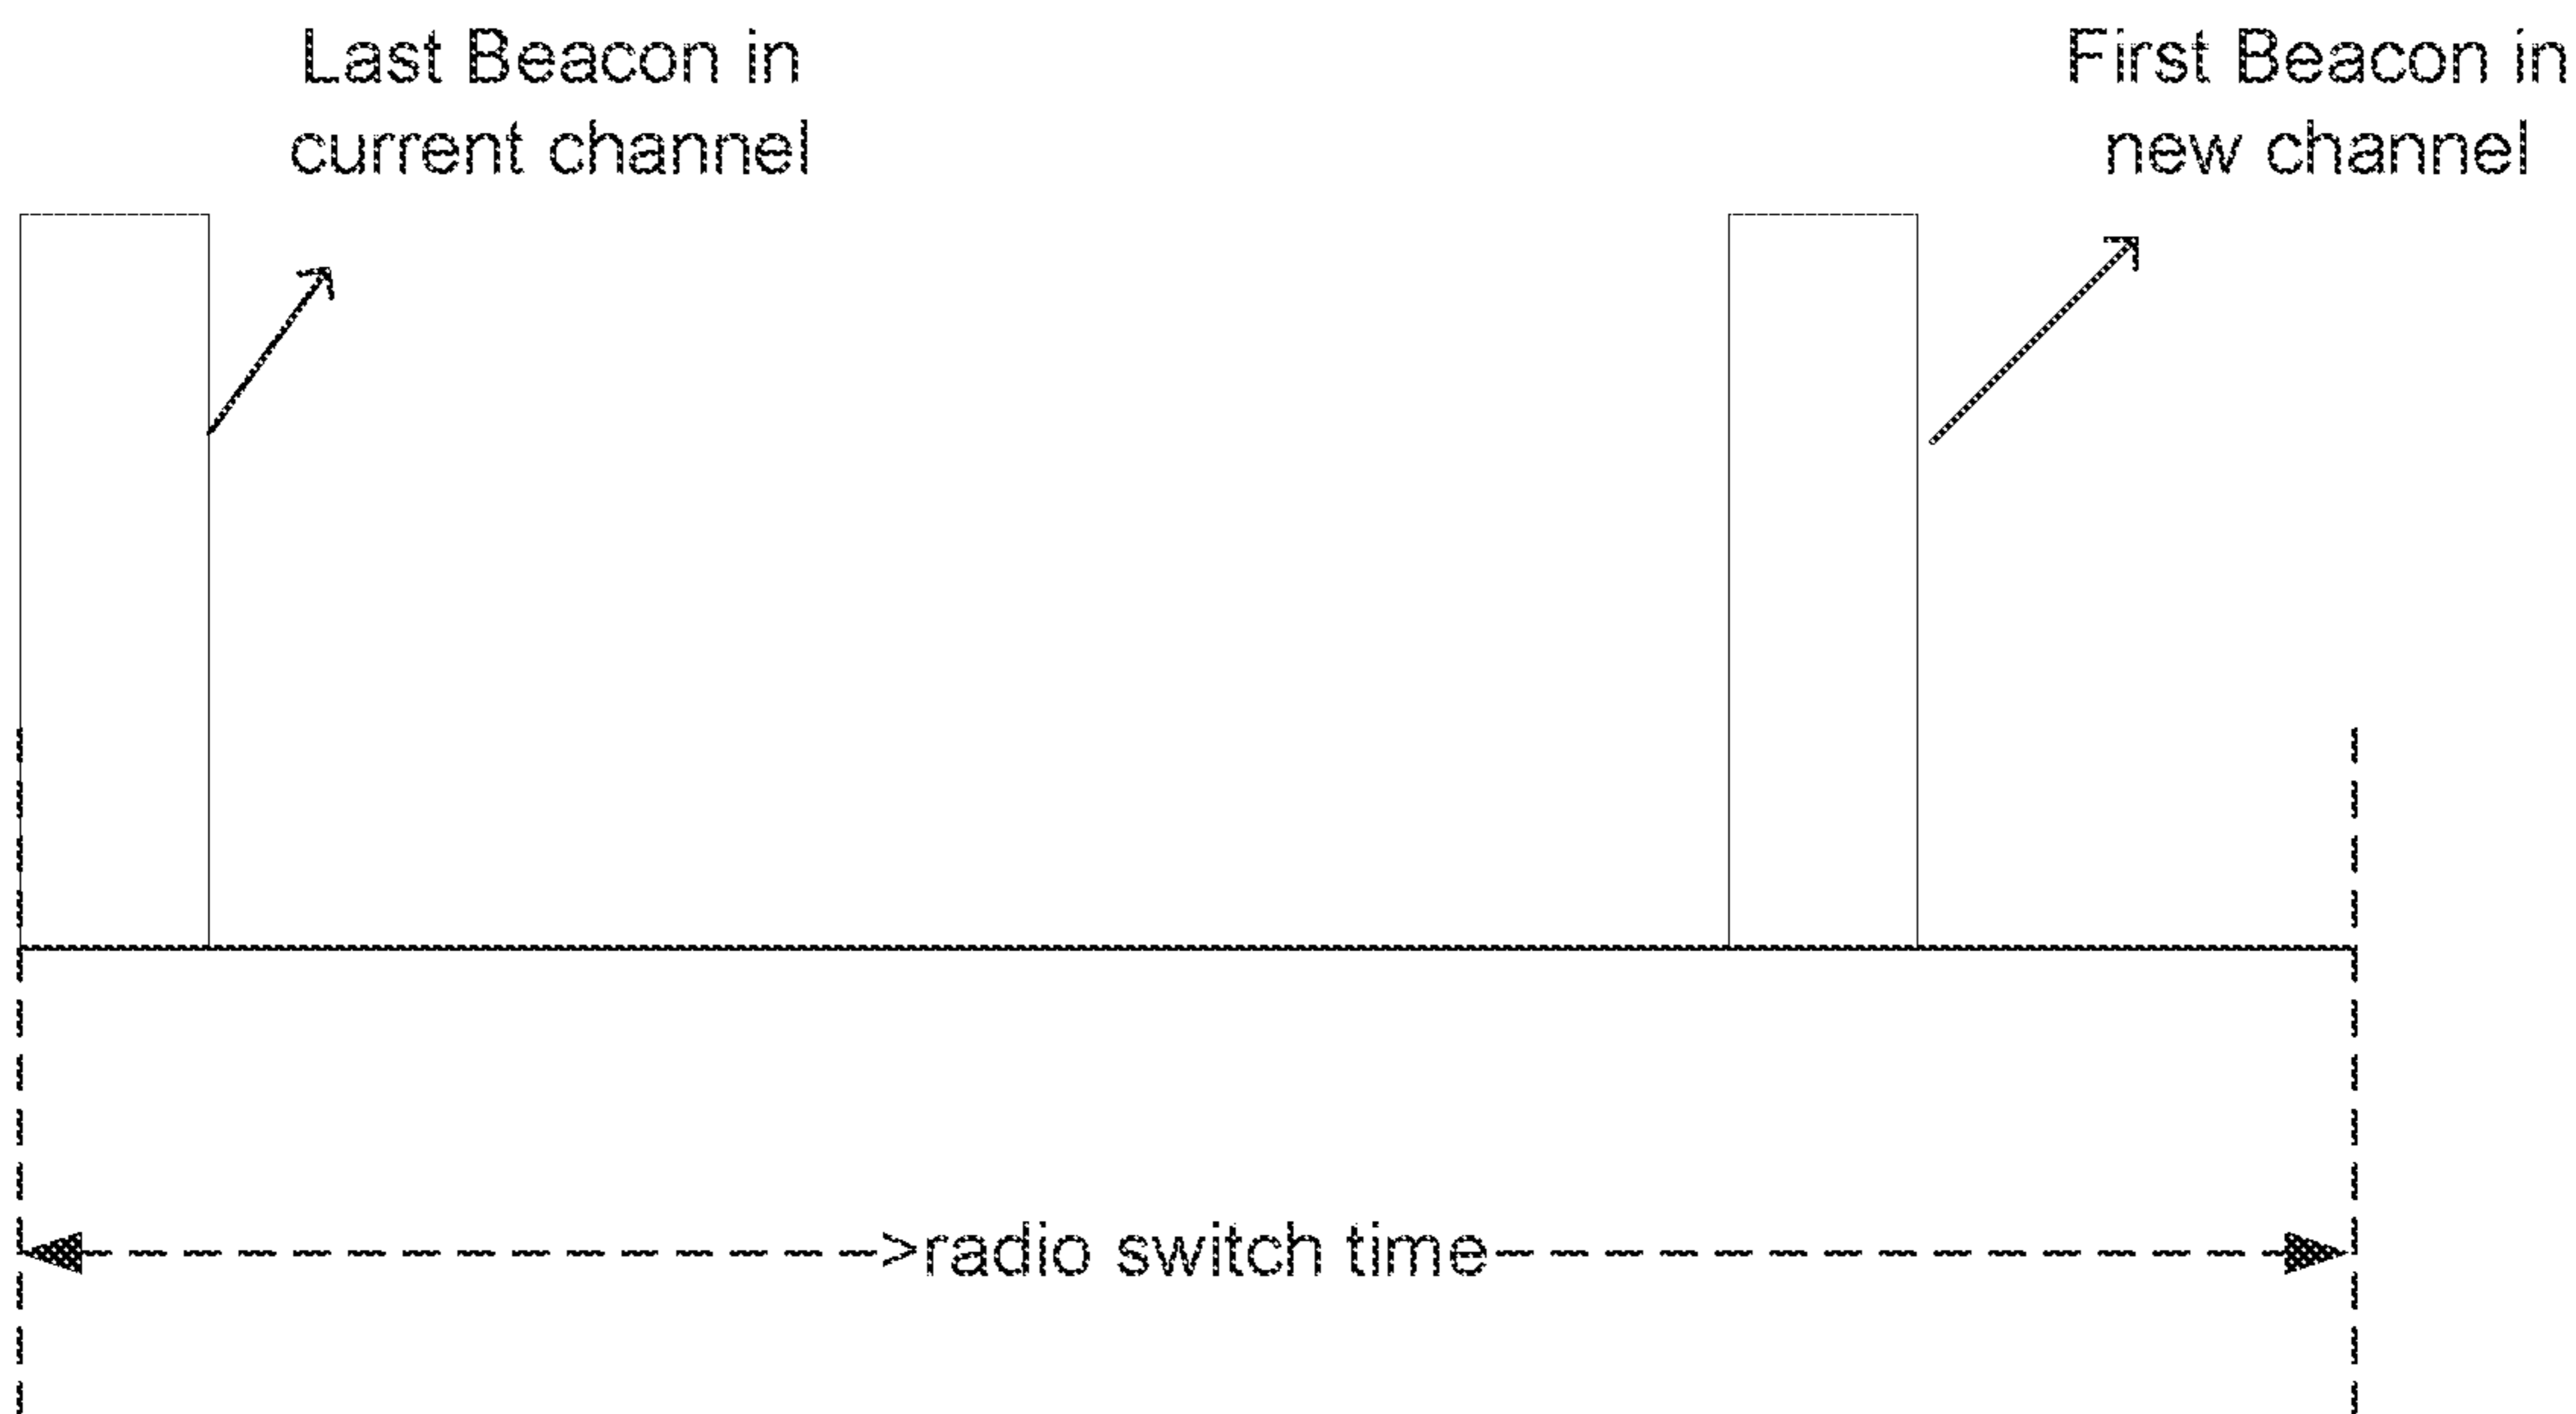 Last Beacon in
current channel
First Beacon in
new channel
>radio switch time